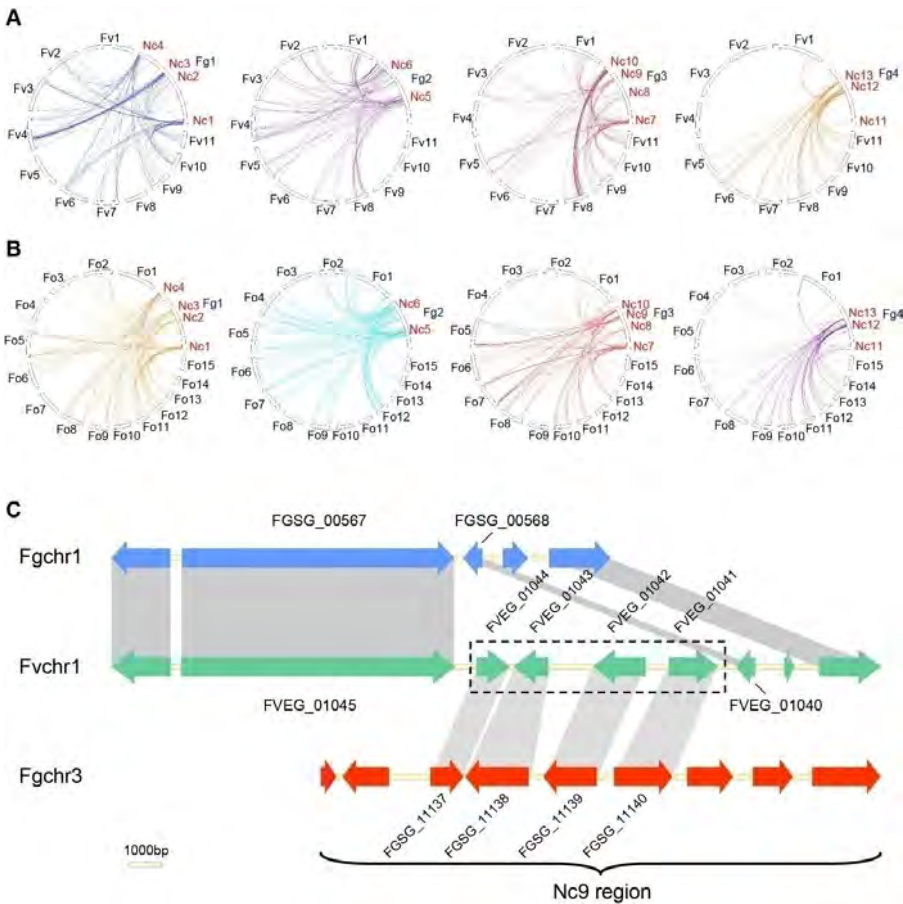 A
Fv1
Fv2
Fv3
Fv4
Fv5
Fv6
Fv7
Fv8
Fv9
Fv10
Fv11
Nc1
Nc2
Nc3
Fg1
Nc4
Fv1
Fv2
Fv3
Fv4
Fv5
Fv6
Fv7
Fv8
Fv9
Fv10
Fv11
Nc5
Fg2
Nc6
Fv1
Fv2
Fv3
Fv4
Fv5
Fv6
Fv7
Fv8
Fv9
Fv10
Fv11
Nc7
Nc8
Fg3
Nc9
Nc10
Fv1
Fv2
Fv3
Fv4
Fv5
Fv6
Fv7
Fv8
Fv9
Fv10
Fv11
Nc11
Nc12
Fg4
Nc13
B
Fo1
Fo2
Fo3
Fo4
Fo5
Fo6
Fo7
Fo8
Fo9
Fo10
Fo11
Fo12
Fo13
Fo14
Fo15
Nc1
Nc2
Nc3
Fg1
Nc4
Fo1
Fo2
Fo3
Fo4
Fo5
Fo6
Fo7
Fo8
Fo9
Fo10
Fo11
Fo12
Fo13
Fo14
Fo15
Nc5
Fg2
Nc6
Fo1
Fo2
Fo3
Fo4
Fo5
Fo6
Fo7
Fo8
Fo9
Fo10
Fo11
Fo12
Fo13
Fo14
Fo15
Nc7
Nc8
Fg3
Nc9
Nc10
Fo1
Fo2
Fo3
Fo4
Fo5
Fo6
Fo7
Fo8
Fo9
Fo10
Fo11
Fo12
Fo13
Fo14
Fo15
Nc11
Nc12
Fg4
Nc13
C
FGSG_00567
FGSG_00568
Fgchr1
FVEG_01044
FVEG_01043
FVEG_01042
FVEG_01041
Fvchr1
FVEG_01045
FVEG_01040
Fgchr3
FGSG_11137
FGSG_11138
FGSG_11139
FGSG_11140
1000bp
Nc9 region